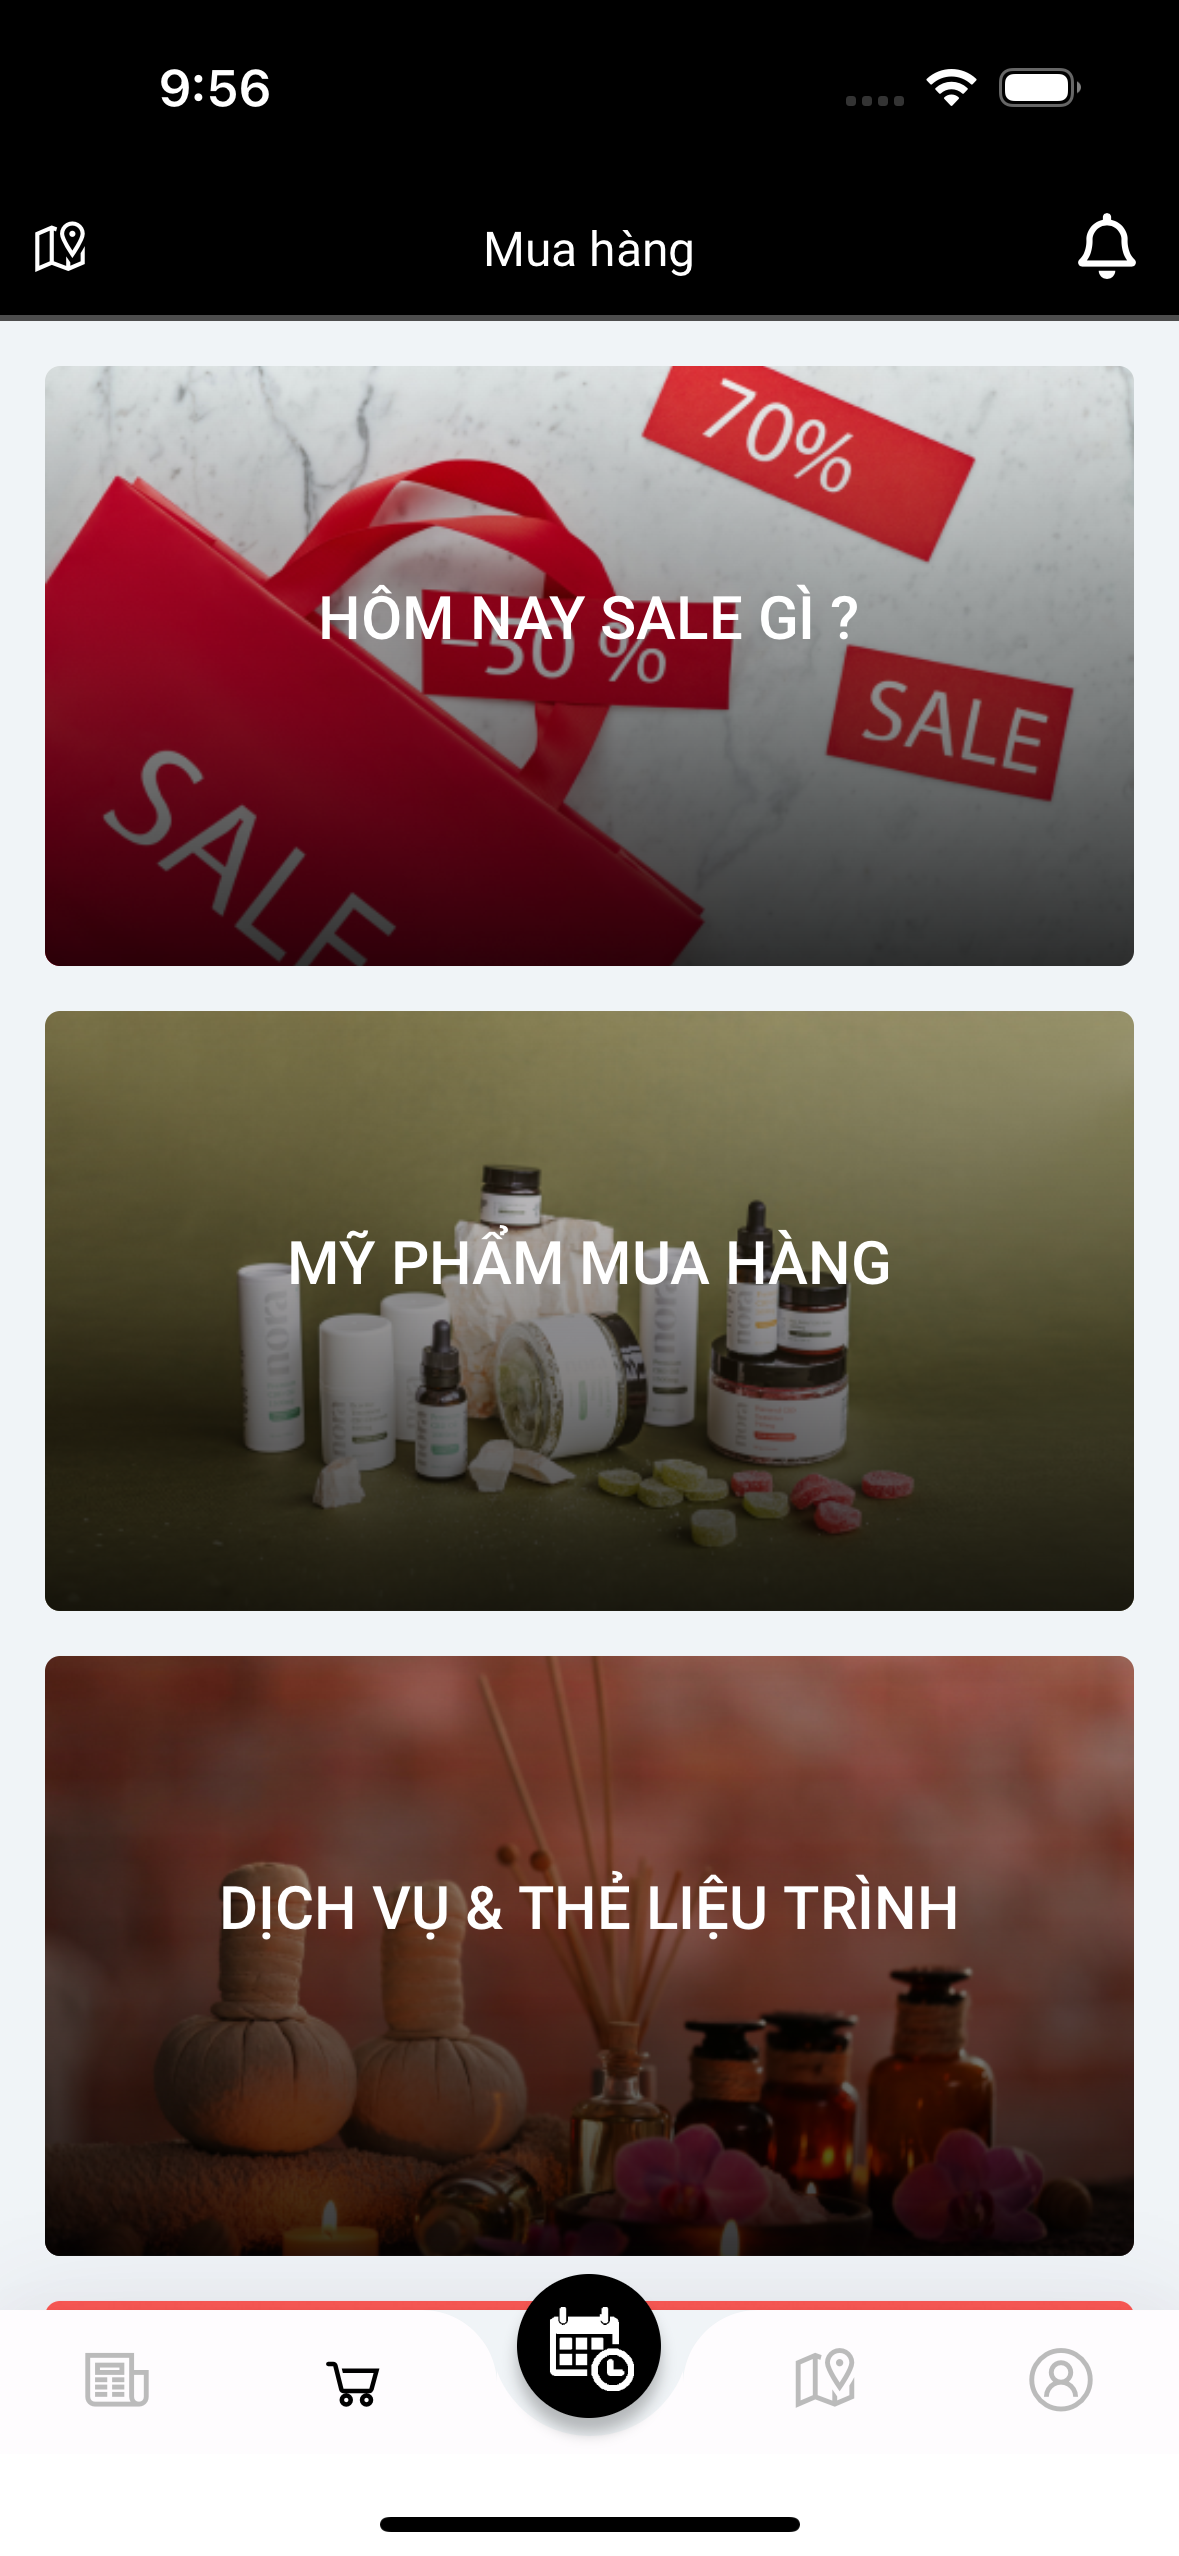 9:56
Mua hàng
70%
HÔM NAY SALE GÌ ?
-50 %
SALE
SALE
MỸ PHẨM MUA HÀNG
DỊCH VỤ & THẺ LIỆU TRÌNH